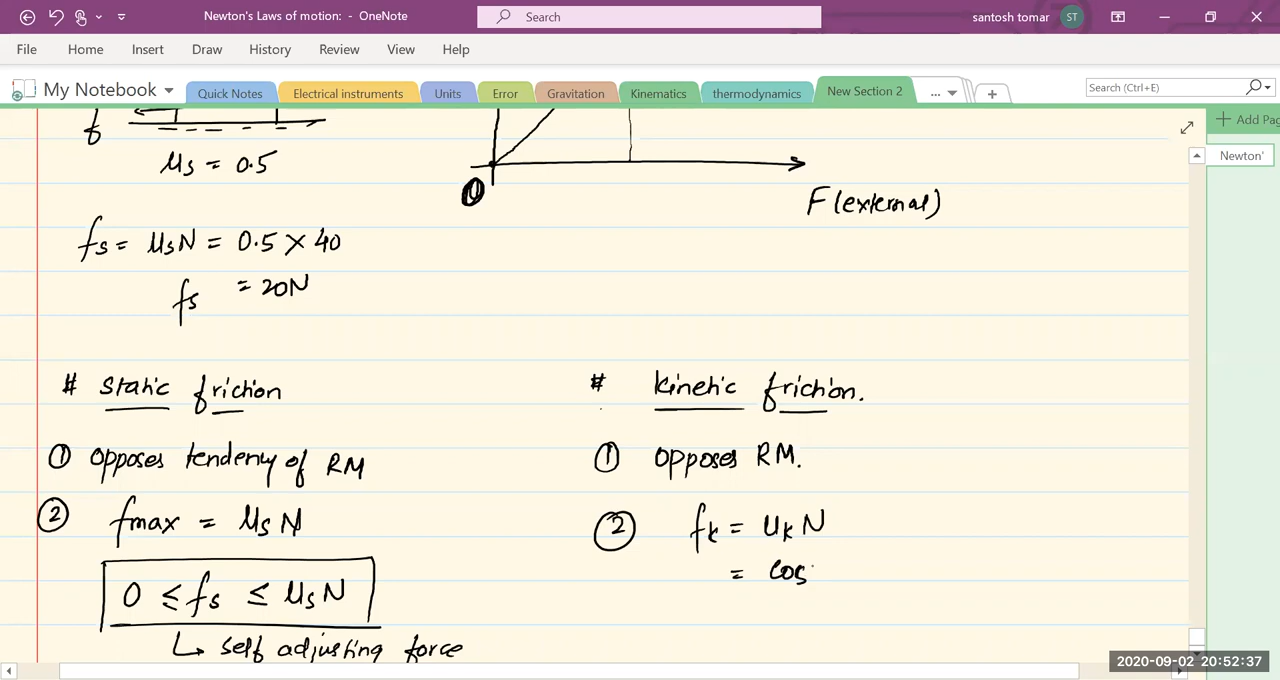 Newton's Laws of motion: - OneNote
Search
santosh tomar
ST
File Home Insert Draw History Review View Help
My Notebook
Quick Notes
Electrical instruments
Units
Error
Gravitation
Kinematics
thermodynamics
New Section 2
...
Search (Ctrl+E)
Add Pag
Newton'
f
μs = 0.5
O
F (external)
fs = μsN = 0.5 × 40
fs = 20N
# static friction
① opposes tendency of RM
② fmax = μsN
0 ≤ fs ≤ μsN
↳ self adjusting force
# kinetic friction.
① opposes RM.
② fk = μkN
= cos
2020-09-02 20:52:37